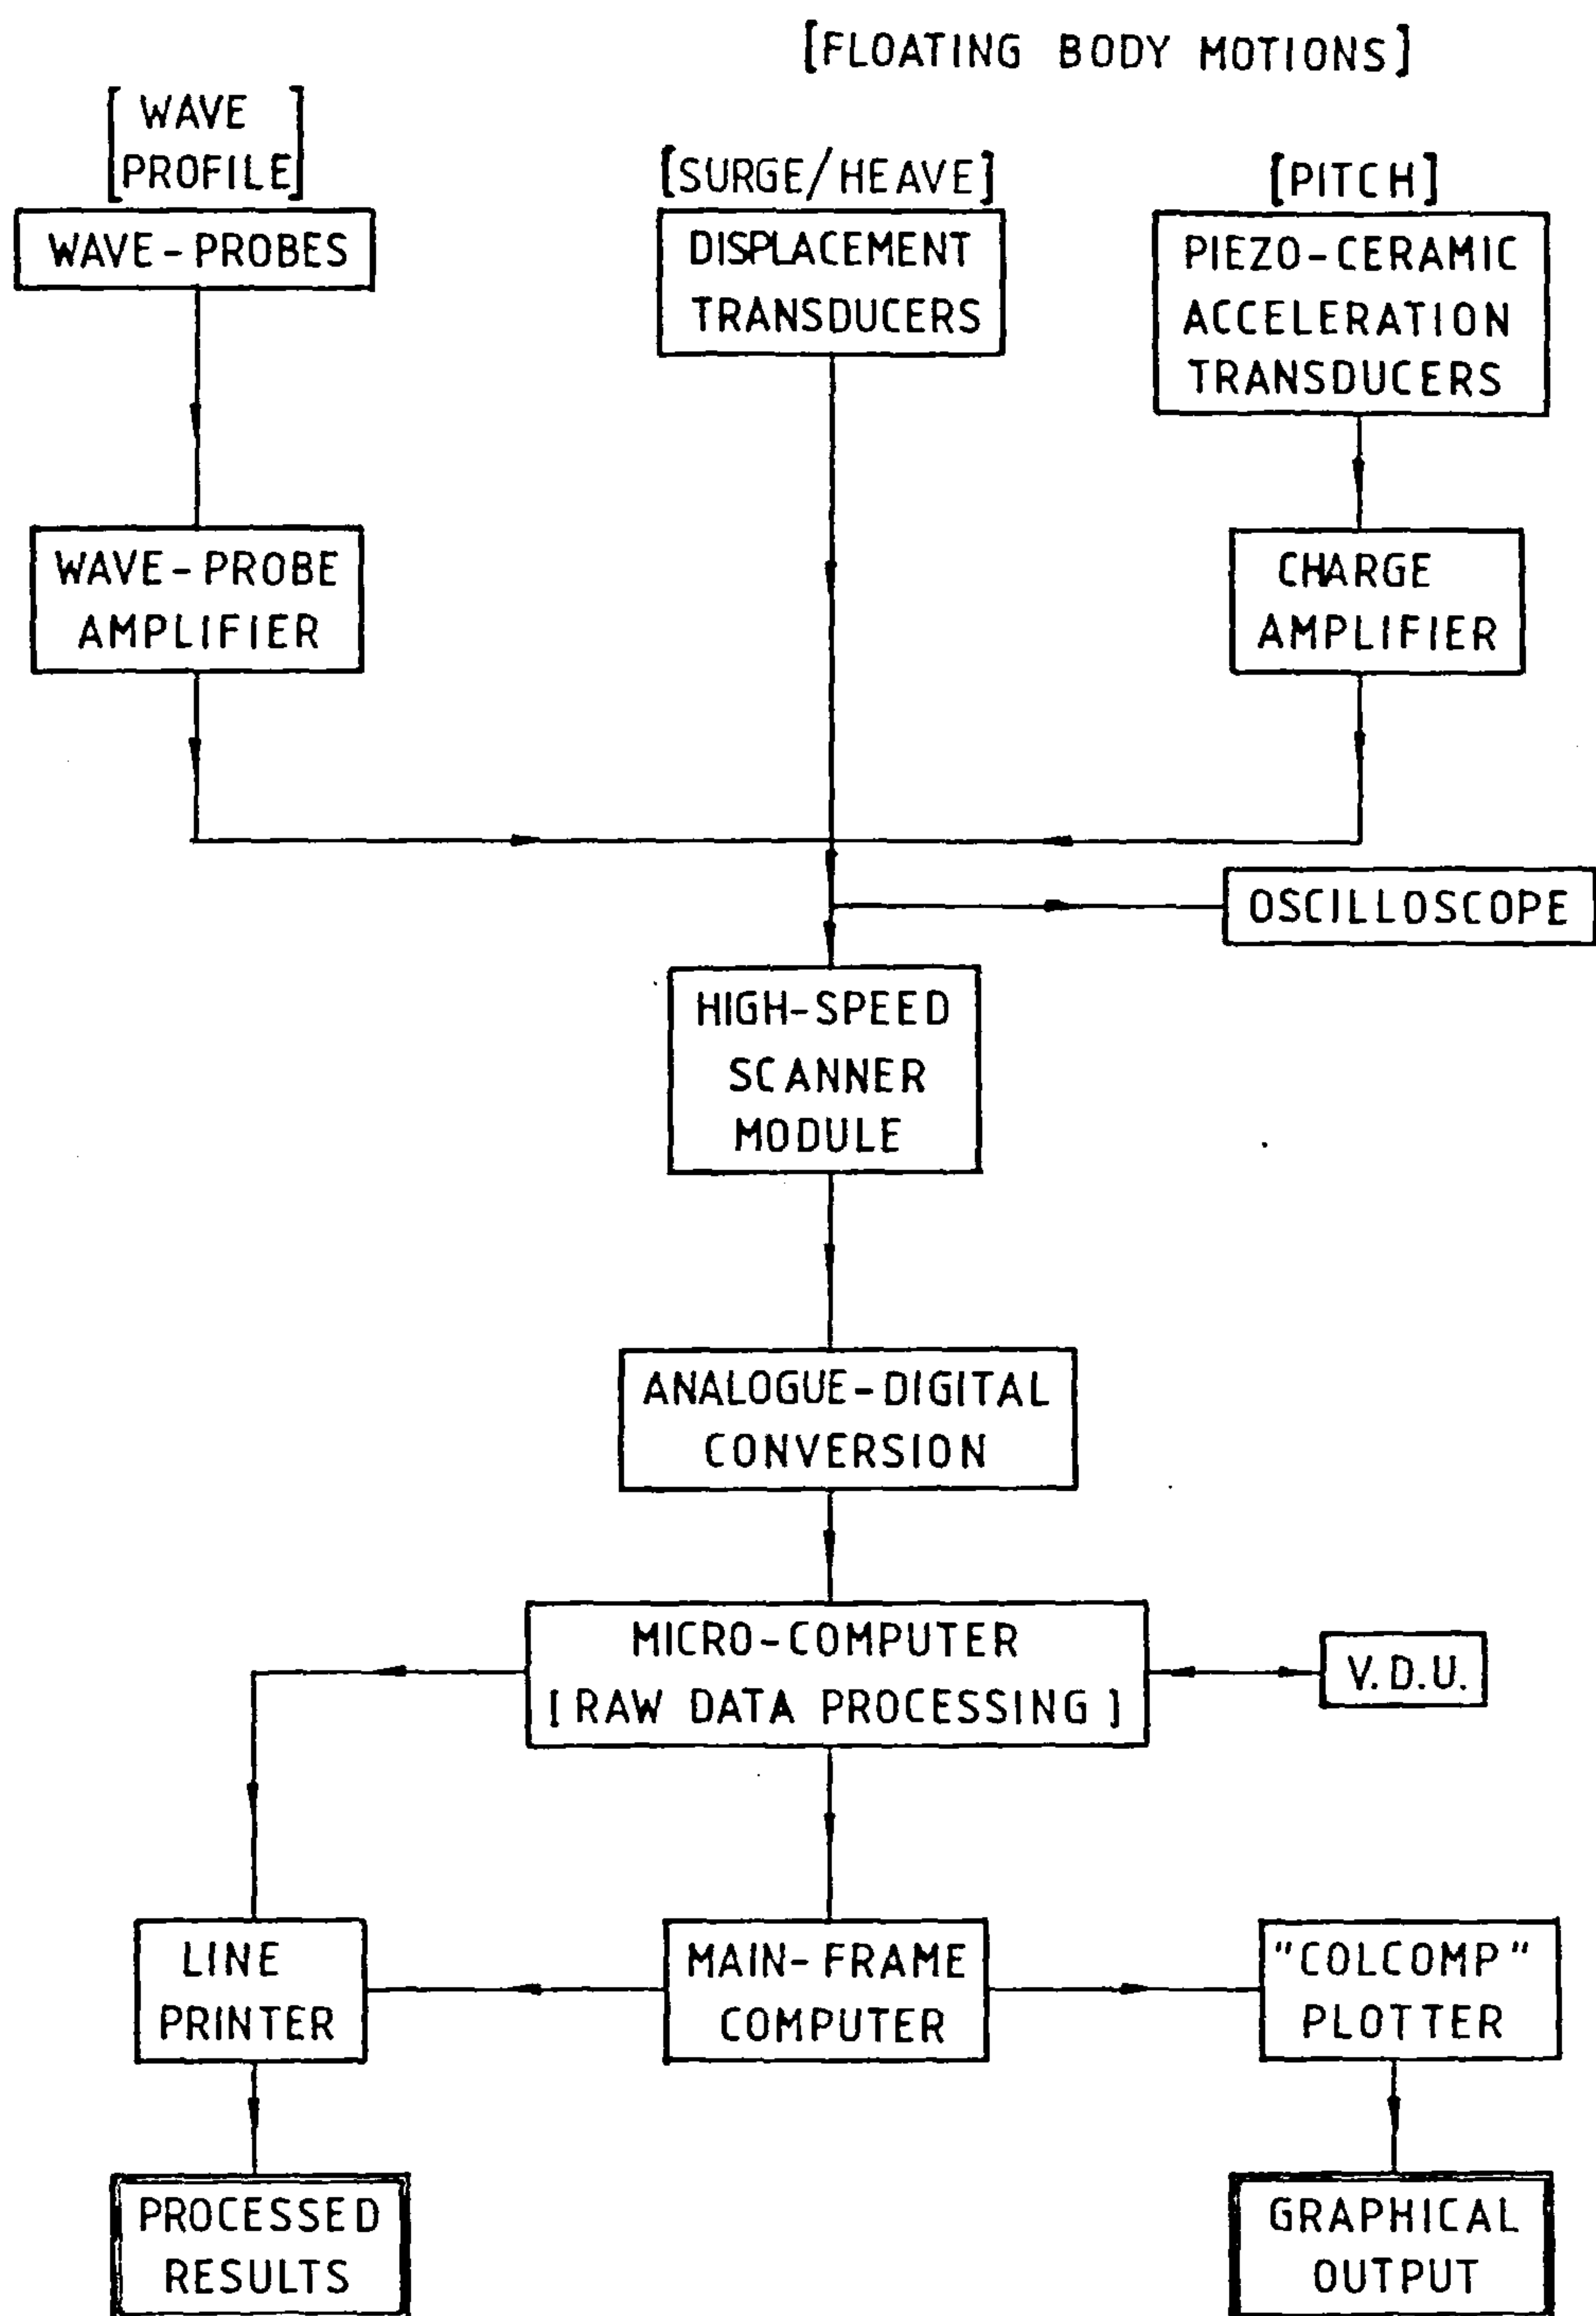 [FLOATING BODY MOTIONS]
[WAVE
PROFILE]
[SURGE/HEAVE]
[PITCH]
WAVE-PROBES
DISPLACEMENT
TRANSDUCERS
PIEZO-CERAMIC
ACCELERATION
TRANSDUCERS
WAVE-PROBE
AMPLIFIER
CHARGE
AMPLIFIER
OSCILLOSCOPE
HIGH-SPEED
SCANNER
MODULE
ANALOGUE-DIGITAL
CONVERSION
MICRO-COMPUTER
[RAW DATA PROCESSING]
V.D.U.
LINE
PRINTER
MAIN-FRAME
COMPUTER
"COLCOMP"
PLOTTER
PROCESSED
RESULTS
GRAPHICAL
OUTPUT